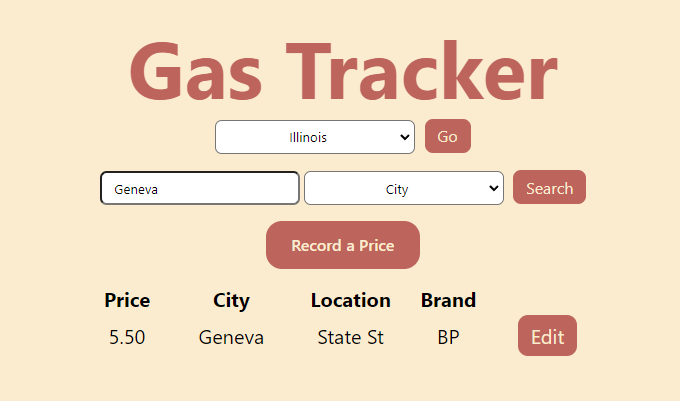 Gas Tracker
Illinois Go
Geneva City Search
Record a Price
Price City Location Brand
5.50 Geneva State St BP Edit